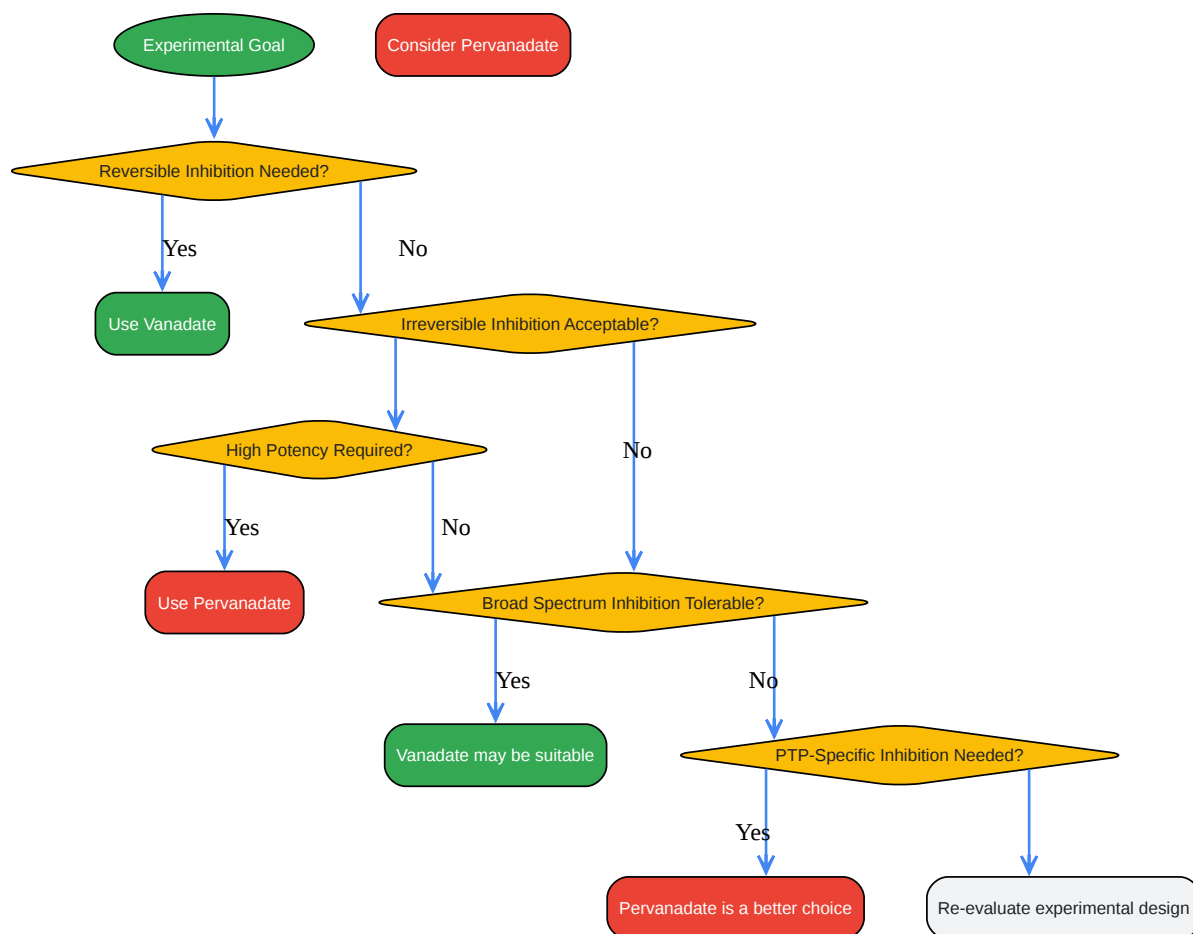 Experimental Goal
Consider Pervanadate
Reversible Inhibition Needed?
Yes
No
Use Vanadate
Irreversible Inhibition Acceptable?
High Potency Required?
No
Yes
No
Use Pervanadate
Broad Spectrum Inhibition Tolerable?
Yes
No
Vanadate may be suitable
PTP-Specific Inhibition Needed?
Yes
Pervanadate is a better choice
Re-evaluate experimental design